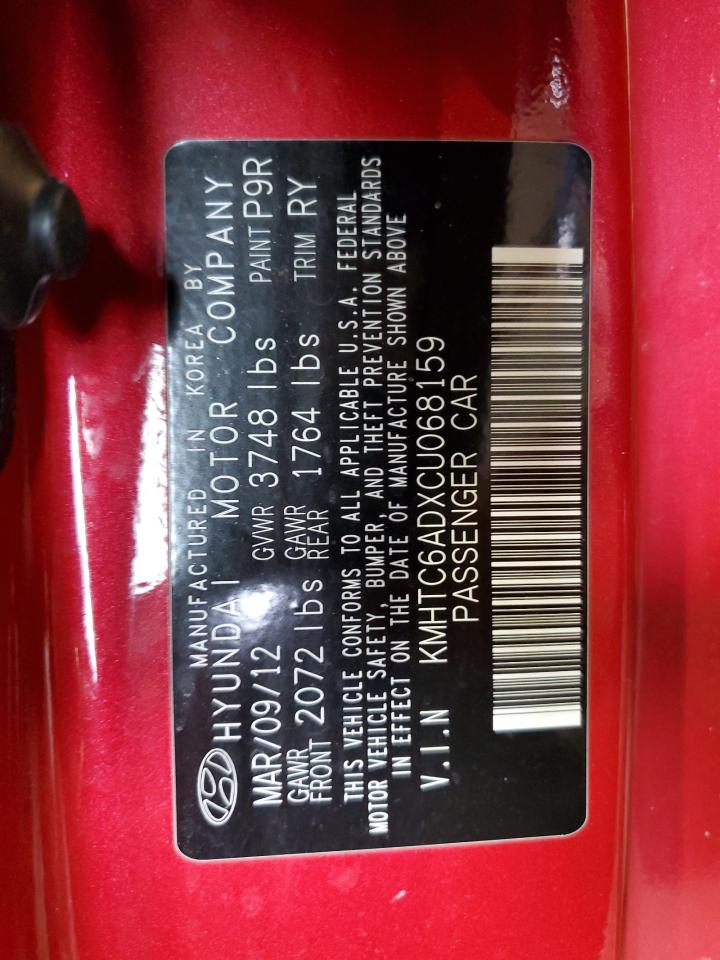 MANUFACTURED IN KOREA BY
HYUNDAI MOTOR COMPANY
MAR/09/12 GVWR 3748 lbs PAINT P9R
GAWR FRONT 2072 lbs GAWR REAR 1764 lbs TRIM RY
THIS VEHICLE CONFORMS TO ALL APPLICABLE U.S.A. FEDERAL
MOTOR VEHICLE SAFETY, BUMPER, AND THEFT PREVENTION STANDARDS
IN EFFECT ON THE DATE OF MANUFACTURE SHOWN ABOVE
V.I.N KMHTC6ADXCU068159
PASSENGER CAR